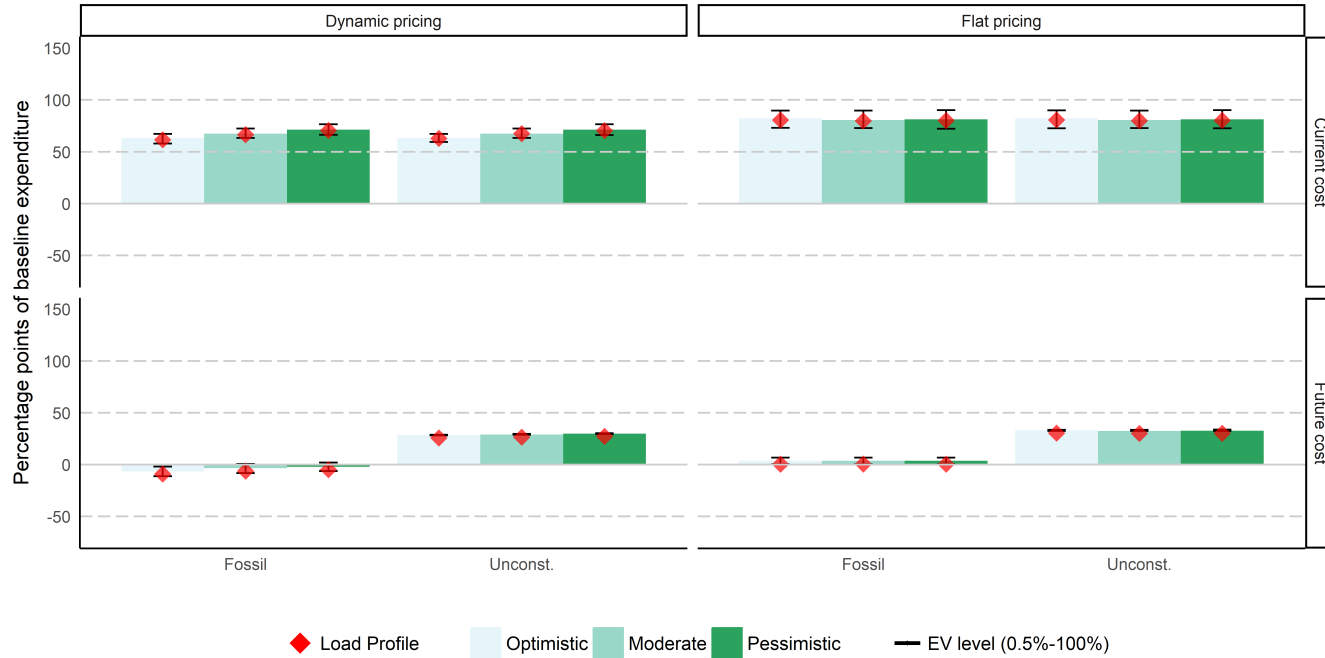 Dynamic pricing
Flat pricing
Percentage points of baseline expenditure
150
100
50
0
-50
Current cost
150
100
50
0
-50
Future cost
Fossil
Unconst.
Fossil
Unconst.
Load Profile
Optimistic
Moderate
Pessimistic
EV level (0.5%-100%)